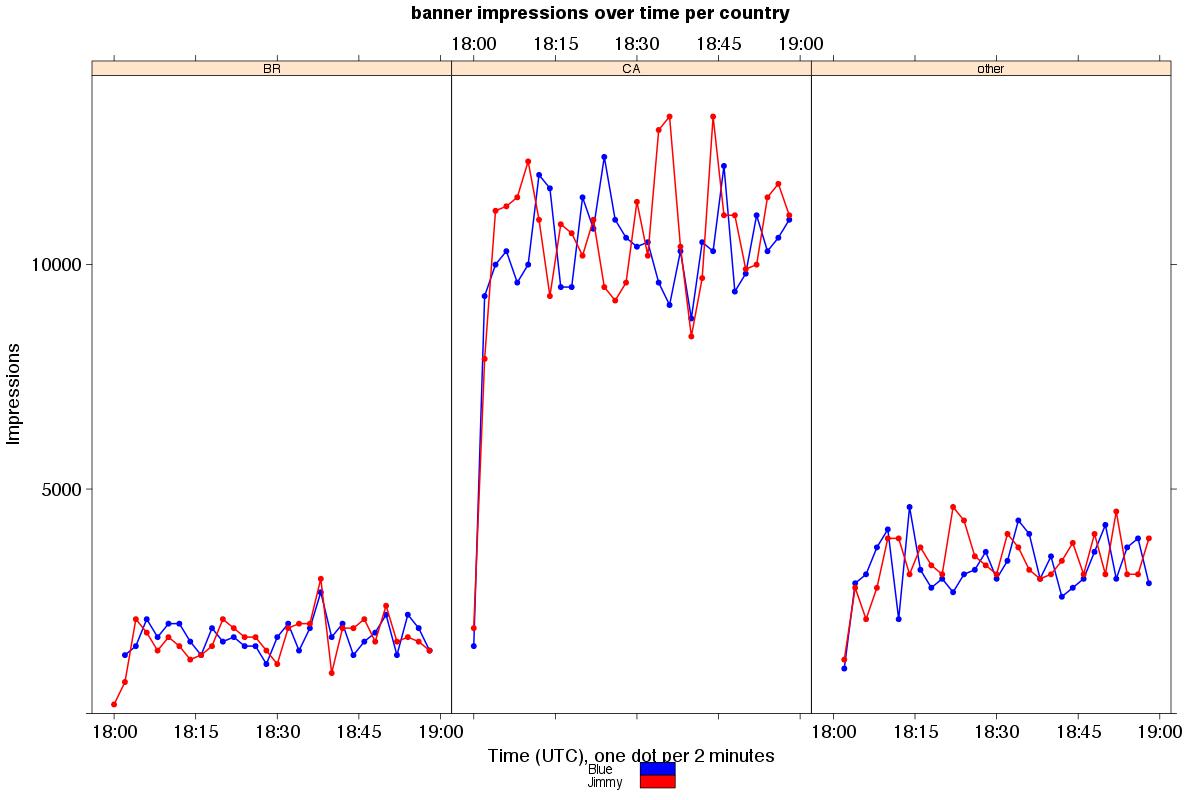 banner impressions over time per country
18:00 18:15 18:30 18:45 19:00
BR CA other
10000
5000
Impressions
18:00 18:15 18:30 18:45 19:00 18:00 18:15 18:30 18:45 19:00
Time (UTC), one dot per 2 minutes
Blue
Jimmy